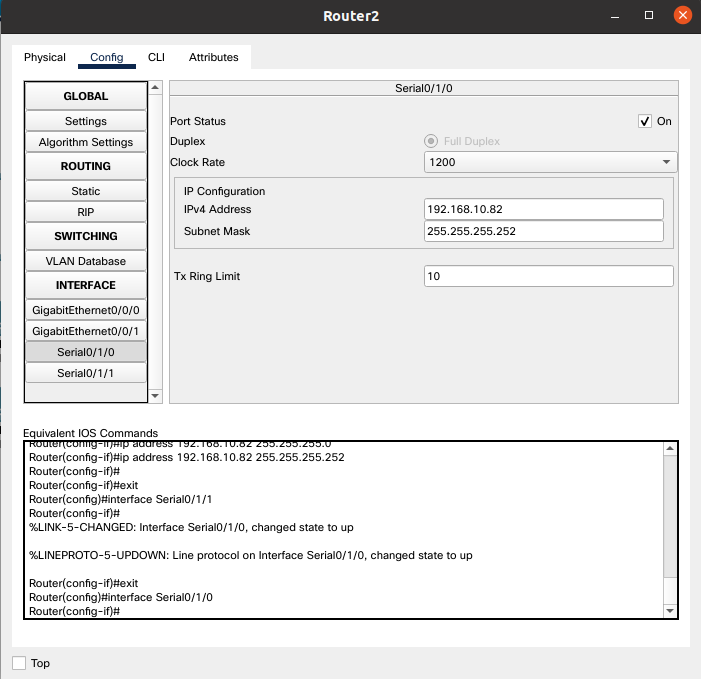 Router2
Physical Config CLI Attributes
GLOBAL
Settings
Algorithm Settings
ROUTING
Static
RIP
SWITCHING
VLAN Database
INTERFACE
GigabitEthernet0/0/0
GigabitEthernet0/0/1
Serial0/1/0
Serial0/1/1
Serial0/1/0
Port Status On
Duplex Full Duplex
Clock Rate 1200
IP Configuration
IPv4 Address 192.168.10.82
Subnet Mask 255.255.255.252
Tx Ring Limit 10
Equivalent IOS Commands
Router(config-if)#ip address 192.168.10.82 255.255.255.0
Router(config-if)#ip address 192.168.10.82 255.255.255.252
Router(config-if)#
Router(config-if)#exit
Router(config)#interface Serial0/1/1
Router(config-if)#
%LINK-5-CHANGED: Interface Serial0/1/0, changed state to up
%LINEPROTO-5-UPDOWN: Line protocol on Interface Serial0/1/0, changed state to up
Router(config-if)#exit
Router(config)#interface Serial0/1/0
Router(config-if)#
Top